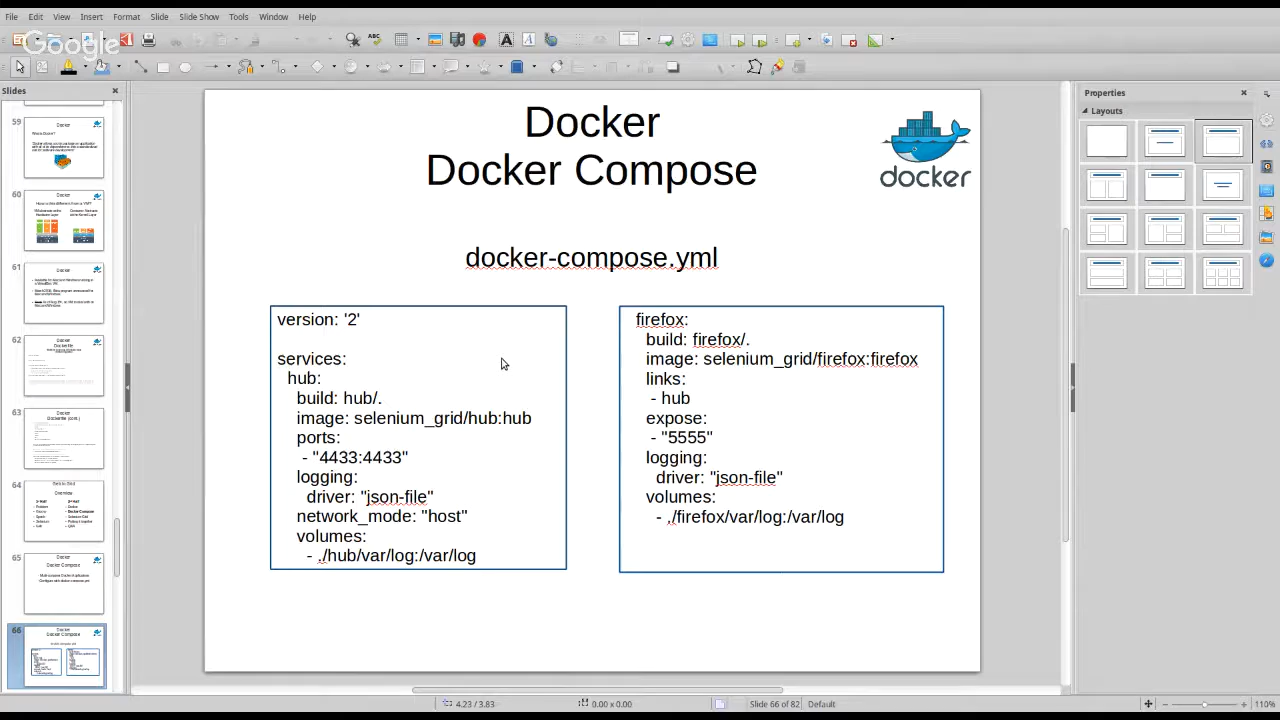 File Edit View Insert Format Slide Slide Show Tools Window Help
Google
Slides
Properties
Layouts
59
60
61
62
63
64
65
66
Docker
Docker Compose
docker
docker-compose.yml
version: '2'
services:
hub:
build: hub/.
image: selenium_grid/hub:hub
ports:
- "4433:4433"
logging:
driver: "json-file"
network_mode: "host"
volumes:
- ./hub/var/log:/var/log
firefox:
build: firefox/.
image: selenium_grid/firefox:firefox
links:
- hub
expose:
- "5555"
logging:
driver: "json-file"
volumes:
- ./firefox/var/log:/var/log
4.23 / 3.83
0.00 x 0.00
Slide 66 of 82
Default
110%